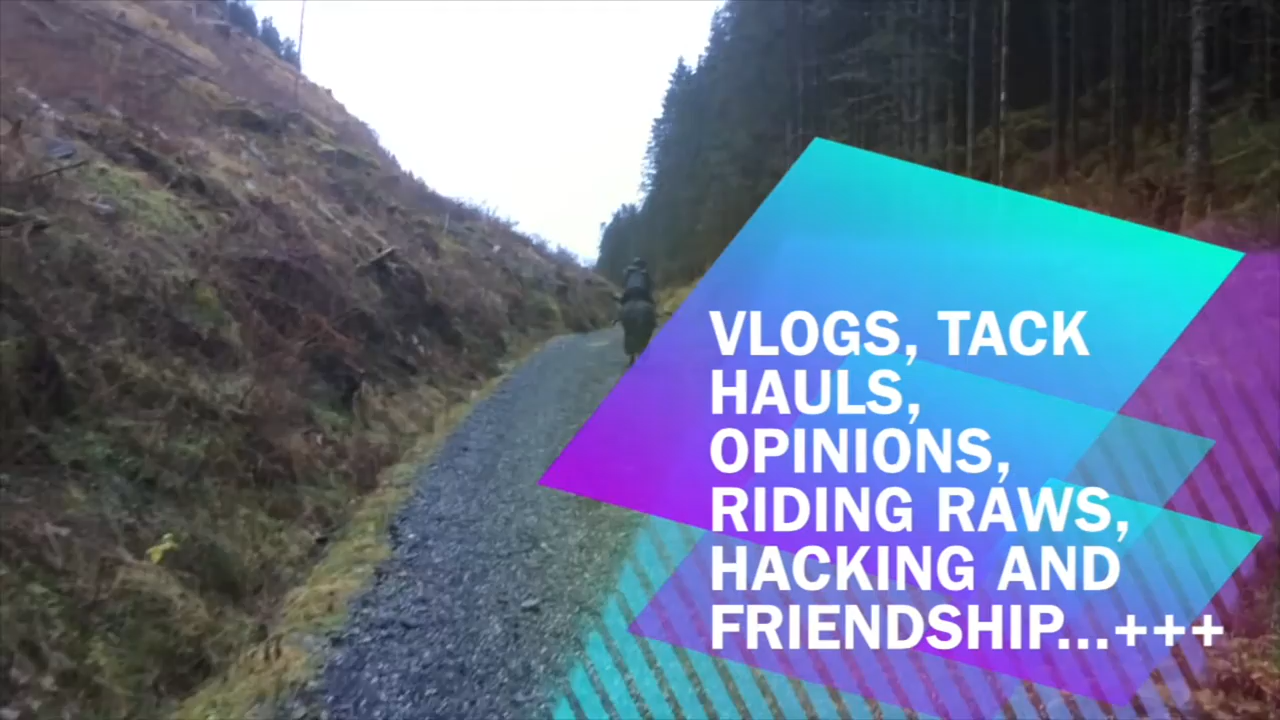 VLOGS, TACK
HAULS,
OPINIONS,
RIDING RAWS,
HACKING AND
FRIENDSHIP...+++